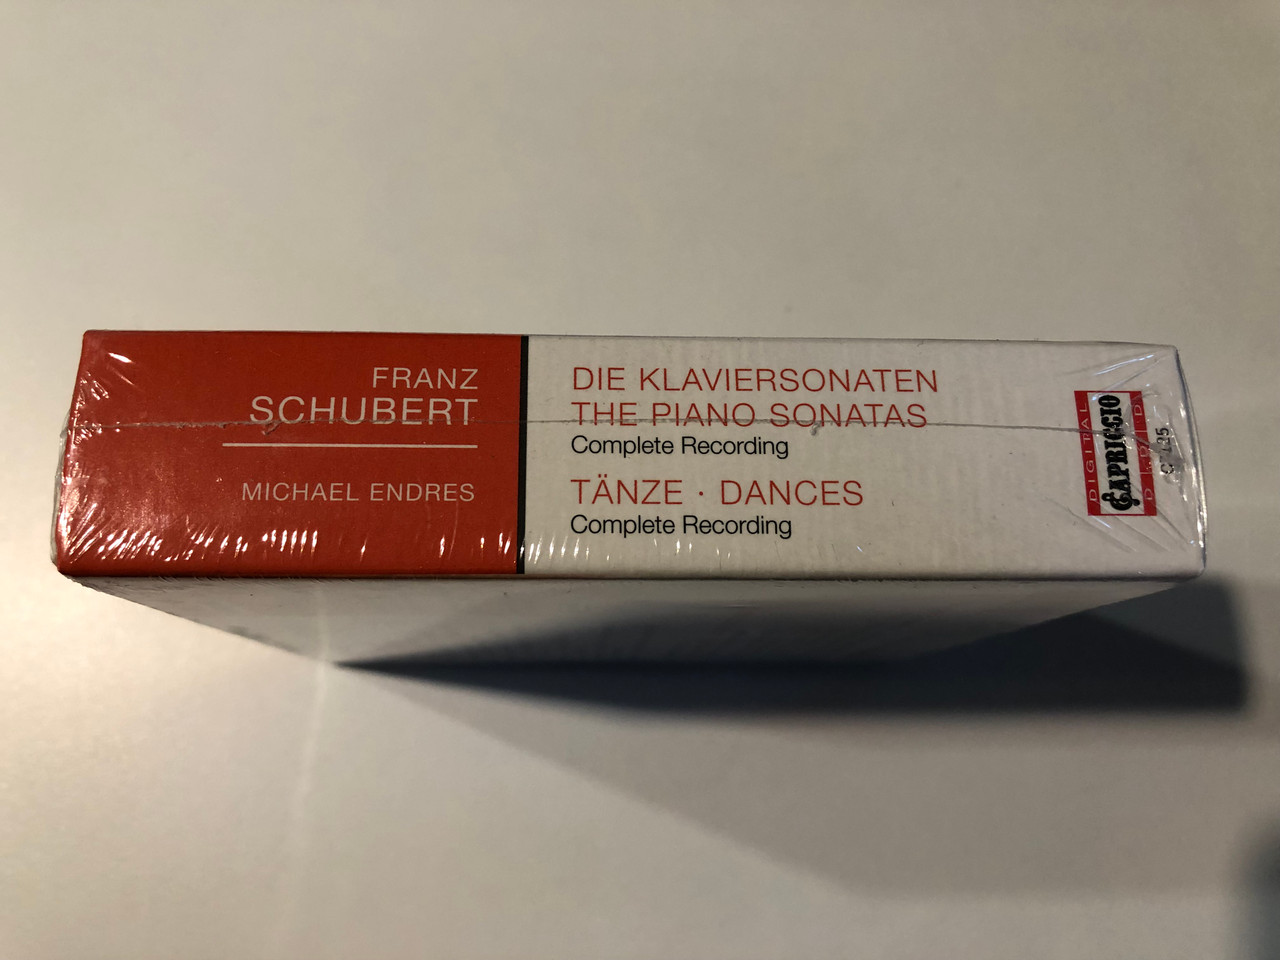 FRANZ
SCHUBERT
MICHAEL ENDRES
DIE KLAVIERSONATEN
THE PIANO SONATAS
Complete Recording
TÄNZE · DANCES
Complete Recording
DIGITAL
CAPRICCIO